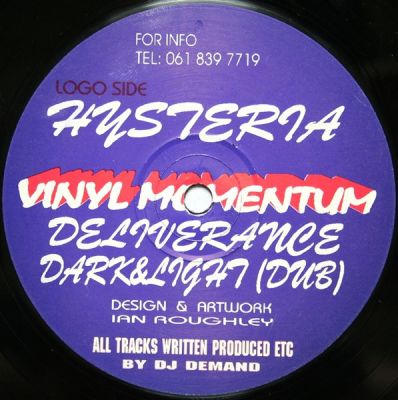 FOR INFO
TEL: 061 839 7719
LOGO SIDE
HYSTERIA
VINYL MOMENTUM
DELIVERANCE
DARK&LIGHT (DUB)
DESIGN & ARTWORK
IAN ROUGHLEY
ALL TRACKS WRITTEN PRODUCED ETC
BY DJ DEMAND